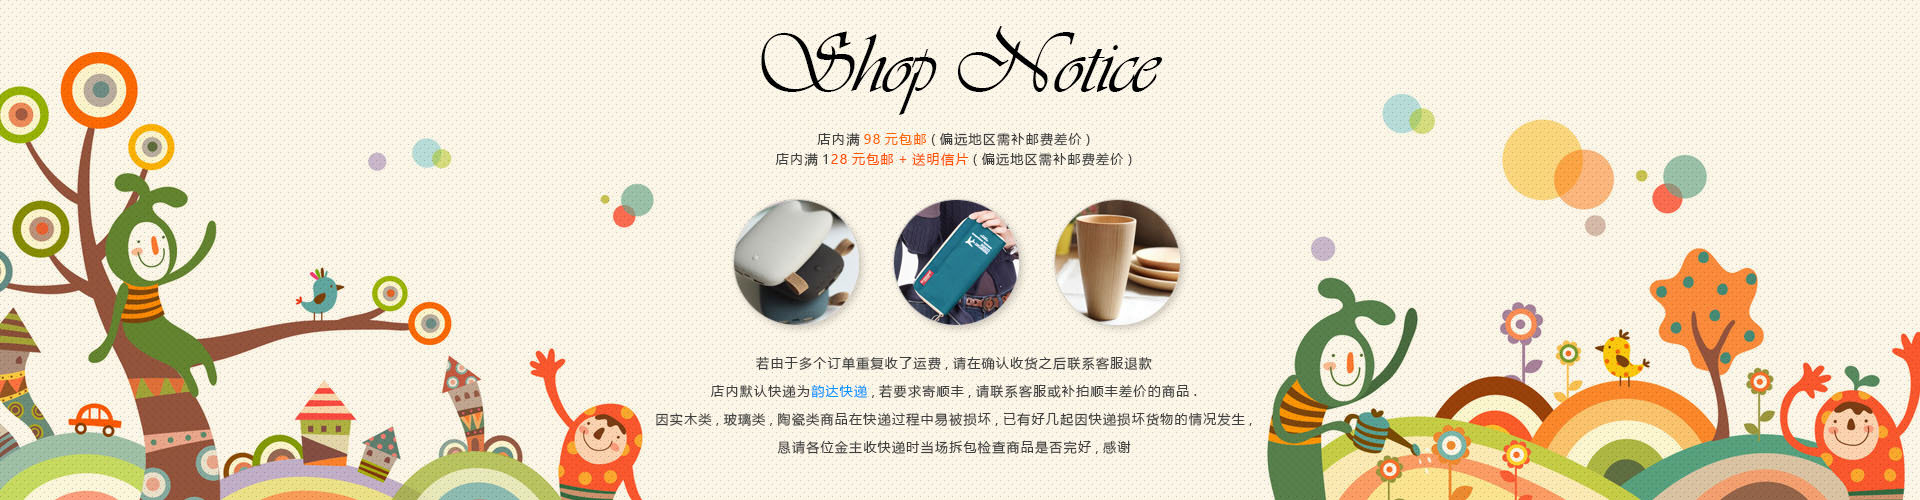 Shop Notice
店内满 98 元包邮 ( 偏远地区需补邮费差价 )
店内满 128 元包邮 + 送明信片 ( 偏远地区需补邮费差价 )
若由于多个订单重复收了运费 , 请在确认收货之后联系客服退款
店内默认快递为韵达快递 , 若要求寄顺丰 , 请联系客服或补拍顺丰差价的商品 .
因实木类 , 玻璃类 , 陶瓷类商品在快递过程中易被损坏 , 已有好几起因快递损坏货物的情况发生 ,
恳请各位金主收快递时当场拆包检查商品是否完好 , 感谢